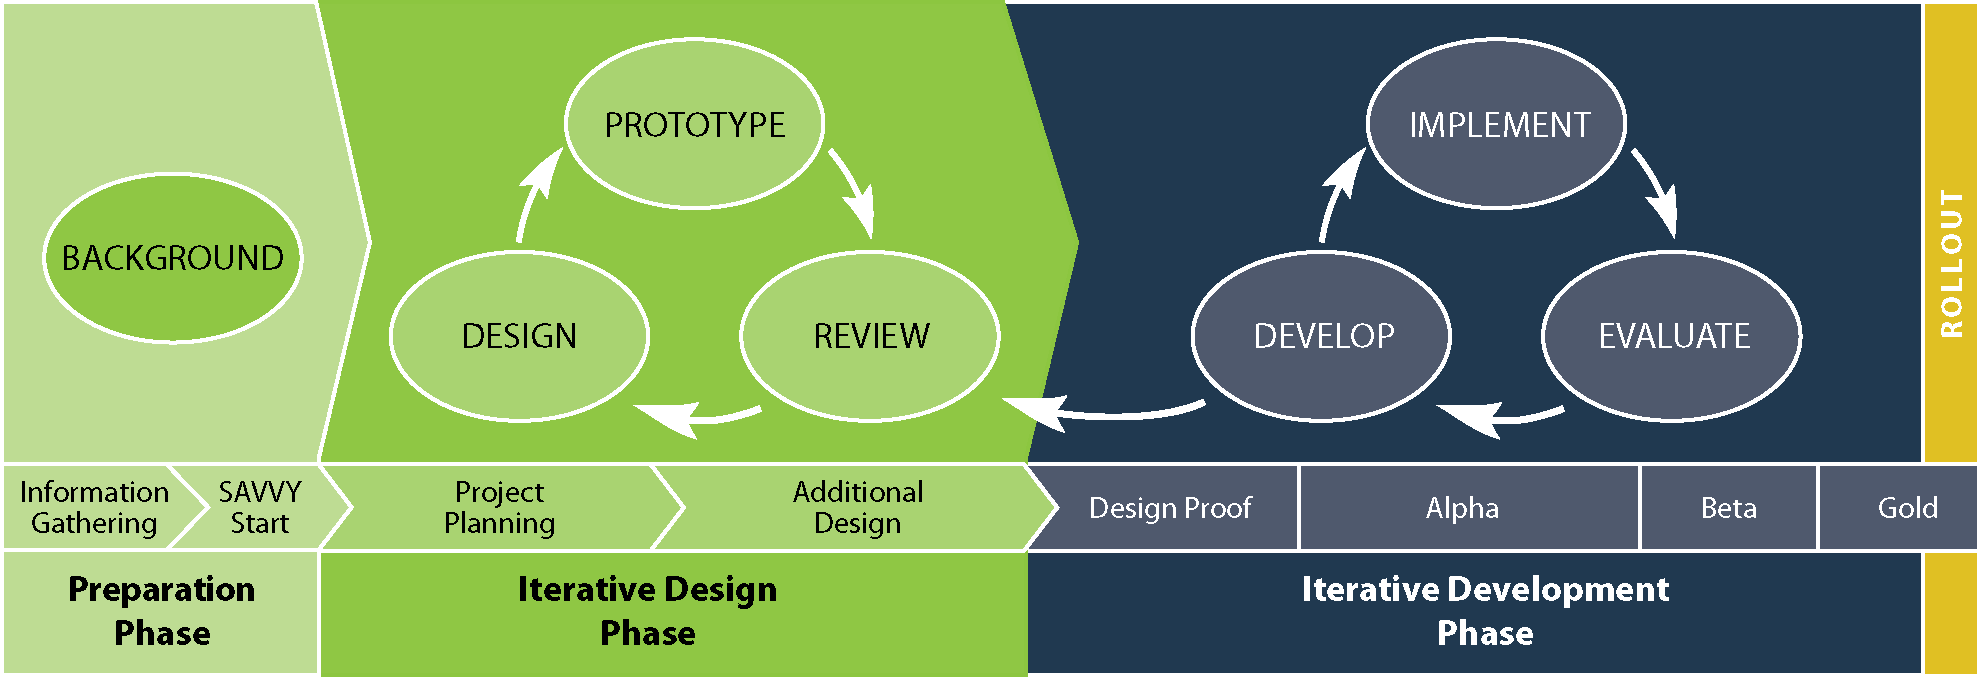 BACKGROUND
PROTOTYPE
DESIGN
REVIEW
IMPLEMENT
DEVELOP
EVALUATE
ROLLOUT
Information
Gathering
SAVVY
Start
Project
Planning
Additional
Design
Design Proof
Alpha
Beta
Gold
Preparation
Phase
Iterative Design
Phase
Iterative Development
Phase